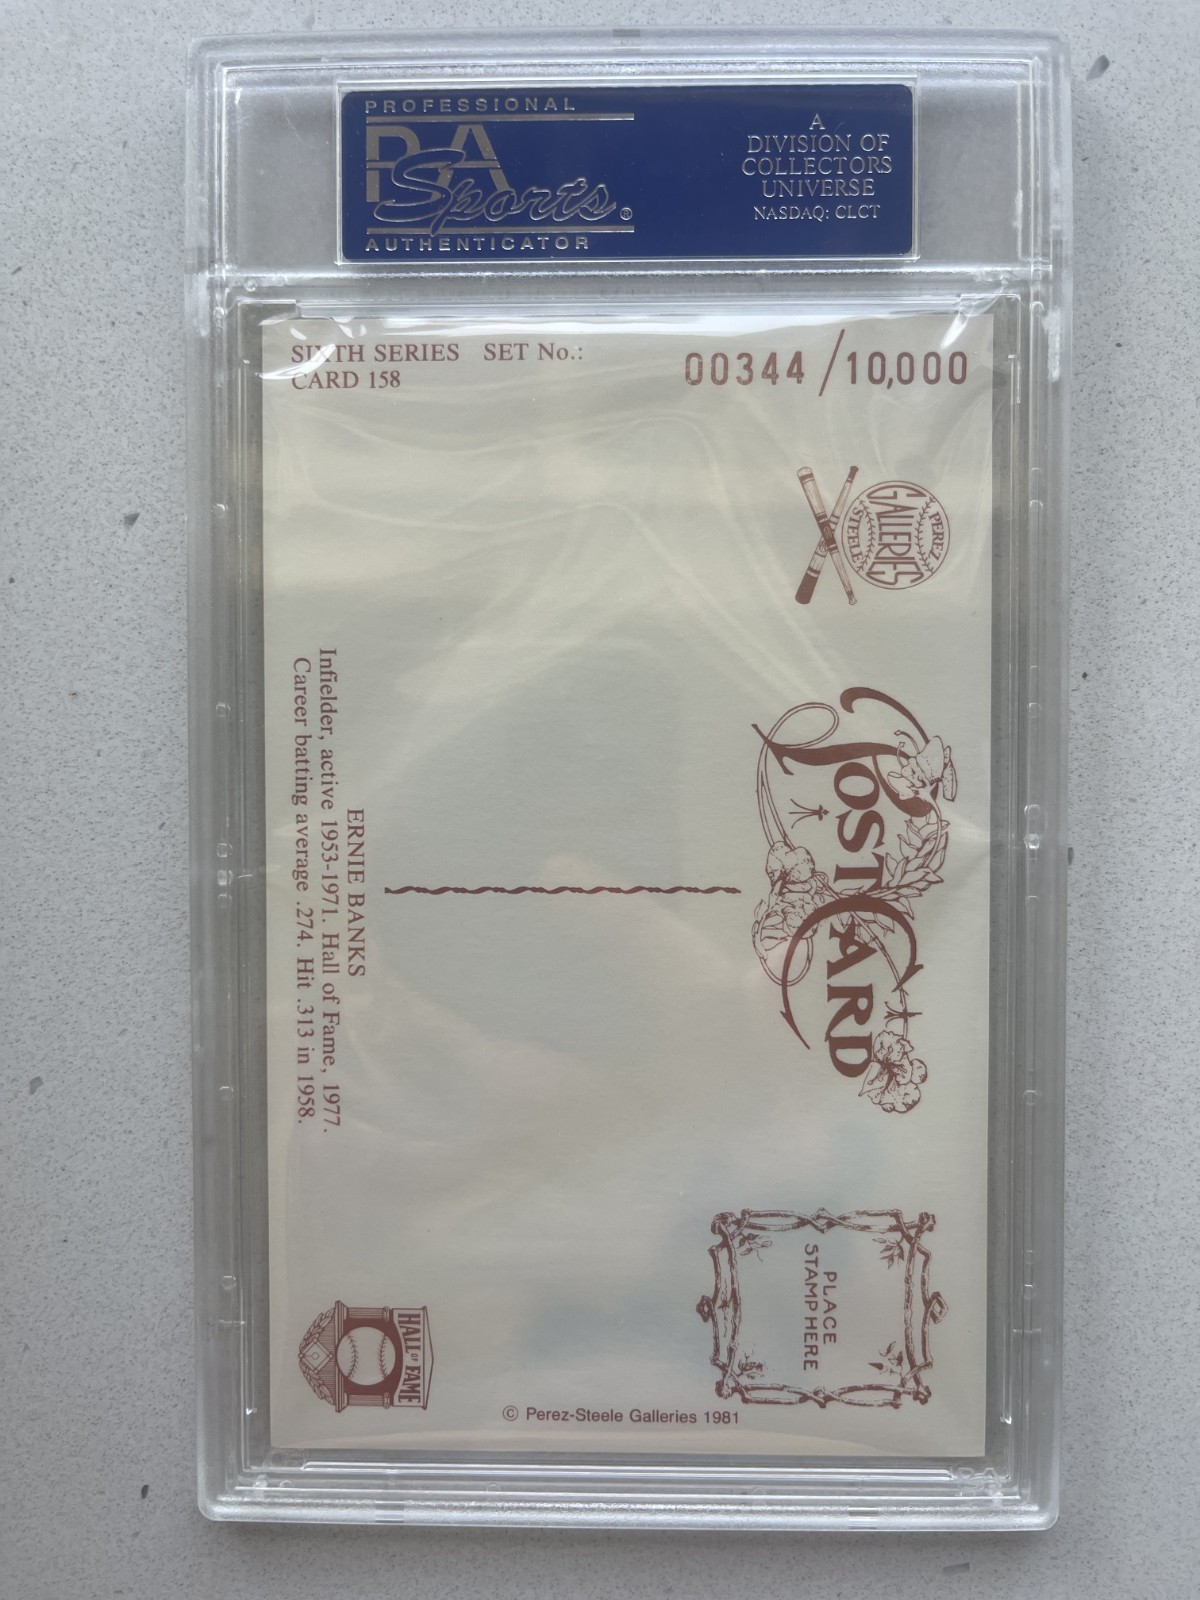 PROFESSIONAL
PSA
Sports®
AUTHENTICATOR
A
DIVISION OF
COLLECTORS
UNIVERSE
NASDAQ: CLCT
SIXTH SERIES SET No.:
CARD 158
00344/10,000
PEREZ
GALLERIES
STEELE
POST CARD
PLACE
STAMP HERE
ERNIE BANKS
Infielder, active 1953-1971. Hall of Fame, 1977.
Career batting average .274. Hit .313 in 1958.
HALL OF FAME
© Perez-Steele Galleries 1981